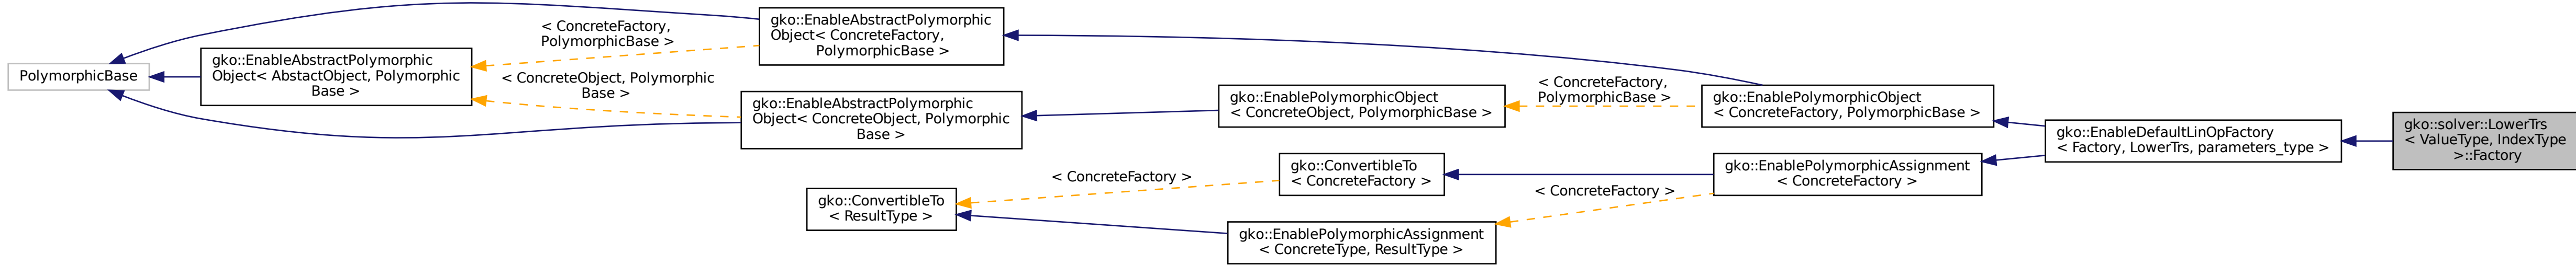 PolymorphicBase
gko::EnableAbstractPolymorphic
Object< AbstactObject, Polymorphic
Base >
< ConcreteFactory,
PolymorphicBase >
< ConcreteObject, Polymorphic
Base >
gko::EnableAbstractPolymorphic
Object< ConcreteFactory,
PolymorphicBase >
gko::EnableAbstractPolymorphic
Object< ConcreteObject, Polymorphic
Base >
gko::ConvertibleTo
< ResultType >
< ConcreteFactory >
gko::EnablePolymorphicObject
< ConcreteObject, PolymorphicBase >
gko::ConvertibleTo
< ConcreteFactory >
gko::EnablePolymorphicAssignment
< ConcreteType, ResultType >
< ConcreteFactory,
PolymorphicBase >
< ConcreteFactory >
gko::EnablePolymorphicObject
< ConcreteFactory, PolymorphicBase >
gko::EnablePolymorphicAssignment
< ConcreteFactory >
gko::EnableDefaultLinOpFactory
< Factory, LowerTrs, parameters_type >
gko::solver::LowerTrs
< ValueType, IndexType
>::Factory